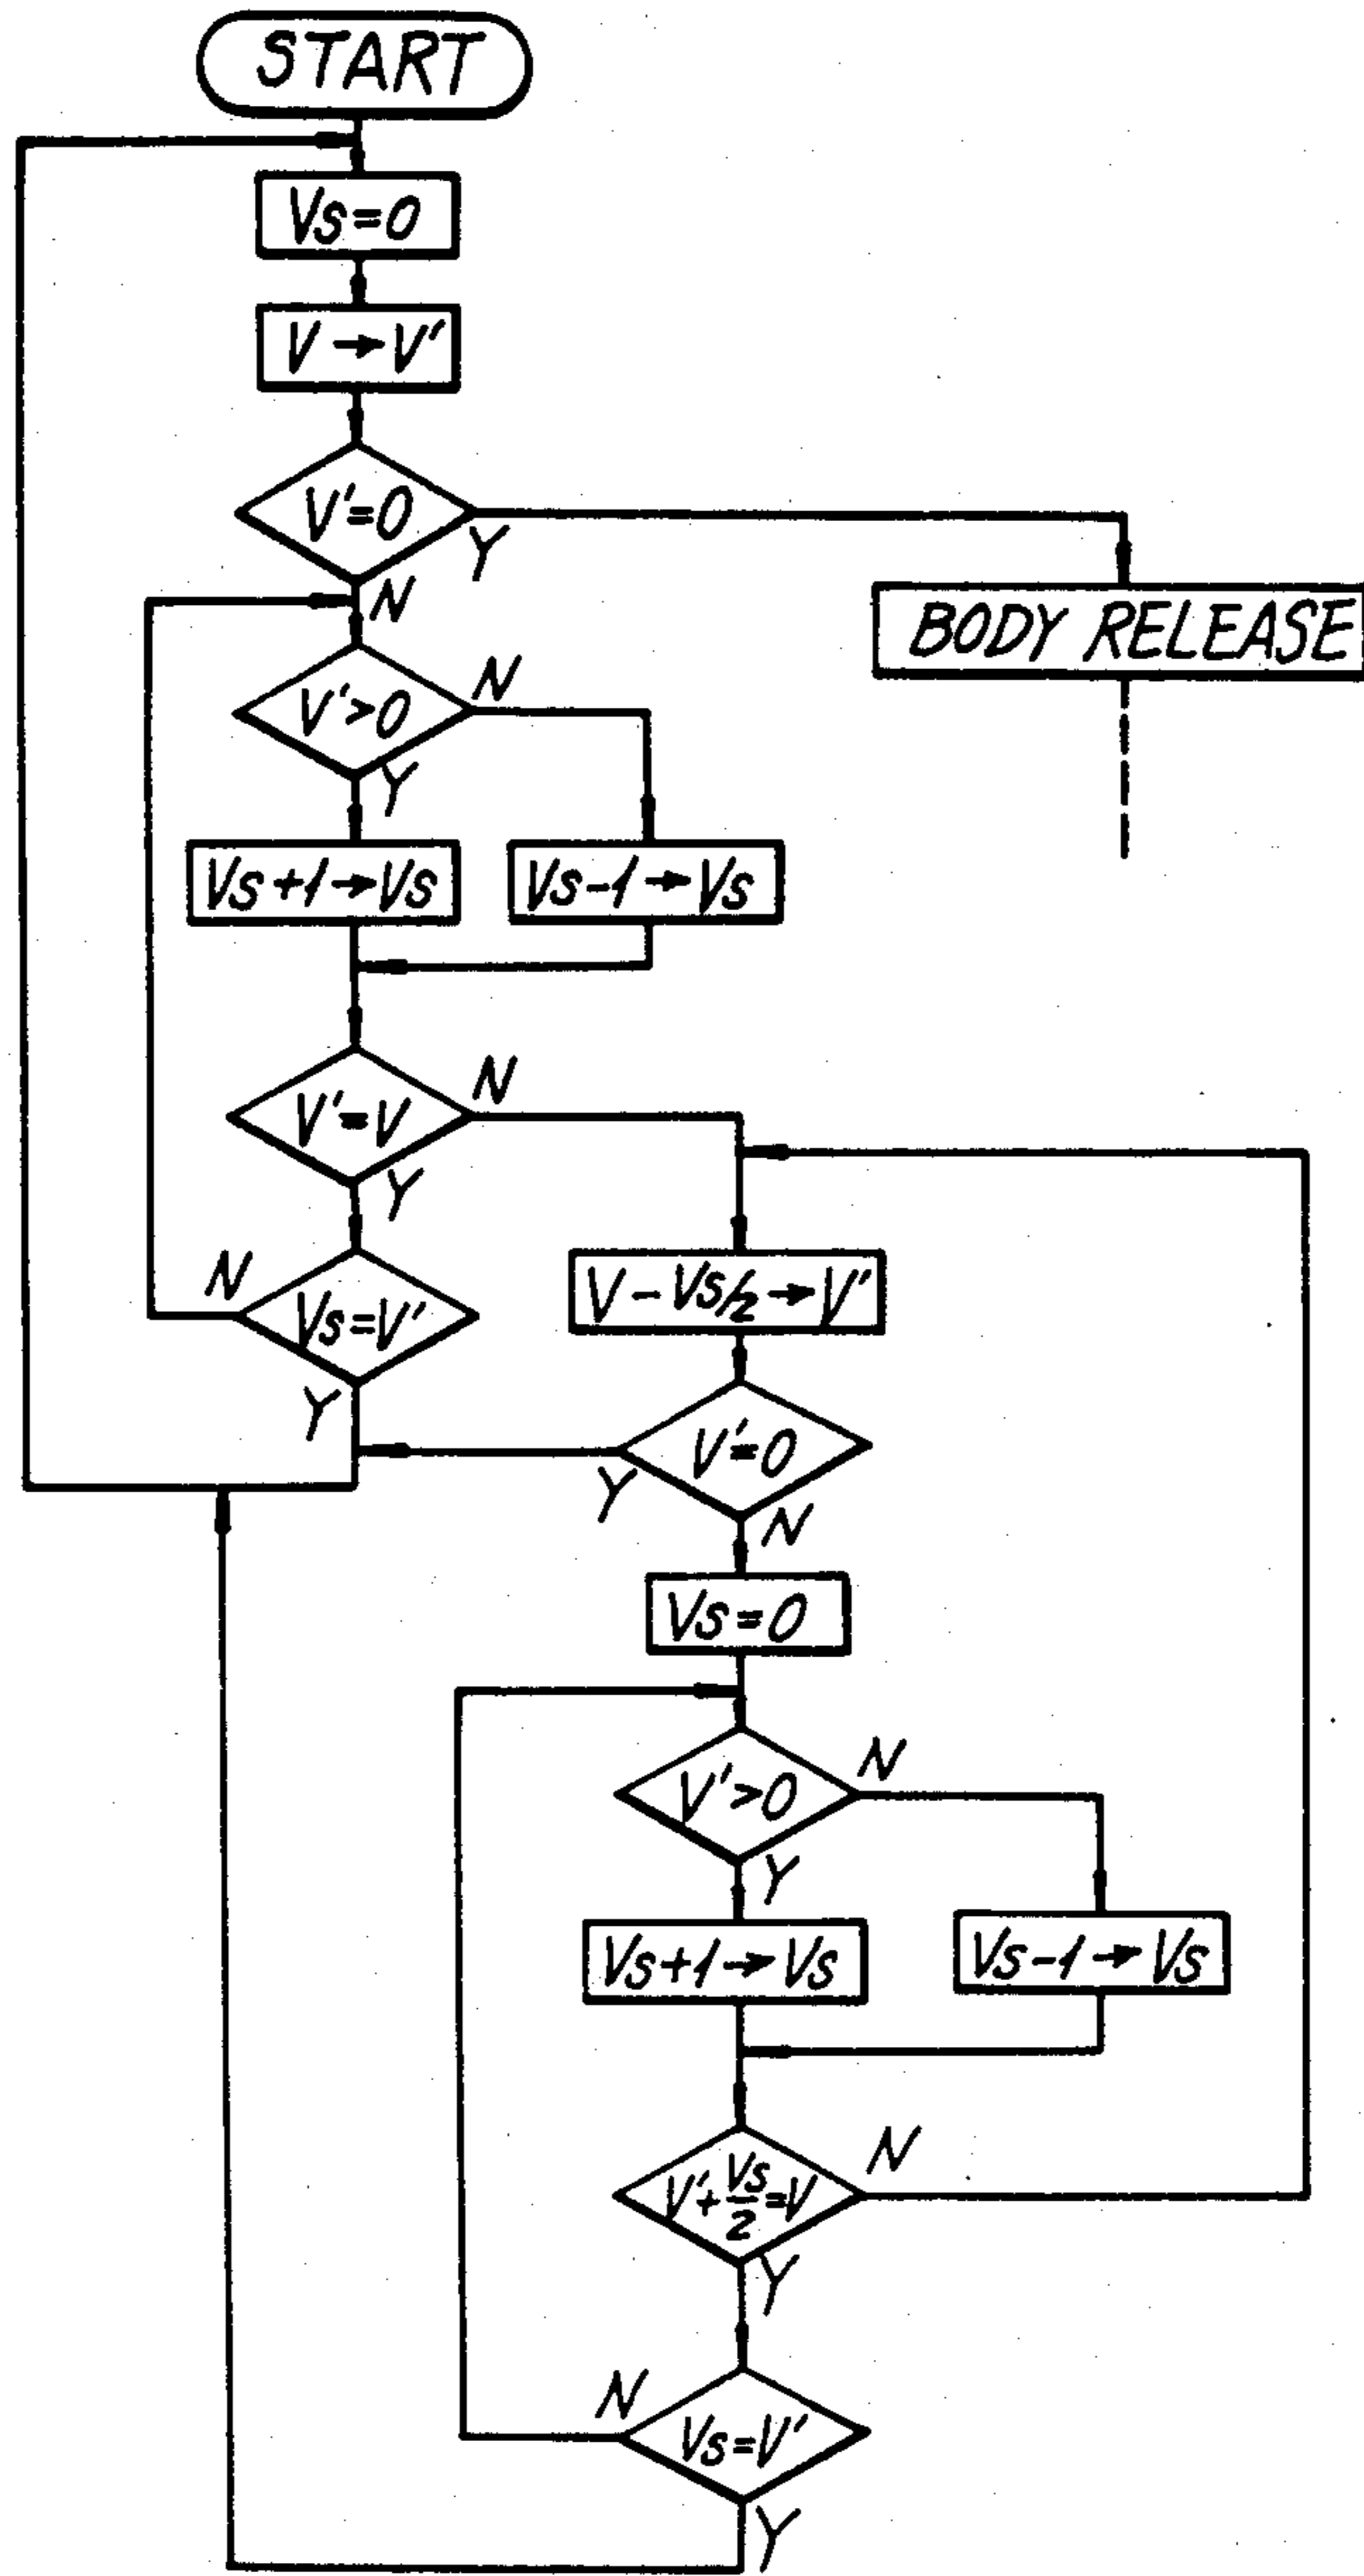 START
Vs=0
V→V'
V'=0
Y
N
BODY RELEASE
V'>0
N
Y
Vs+1→Vs
Vs-1→Vs
V'=V
N
Y
Vs=V'
N
Y
V-Vs/2→V'
V'=0
Y
N
Vs=0
V'>0
N
Y
Vs+1→Vs
Vs-1→Vs
V'+Vs/2=V
N
Y
Vs=V'
N
Y